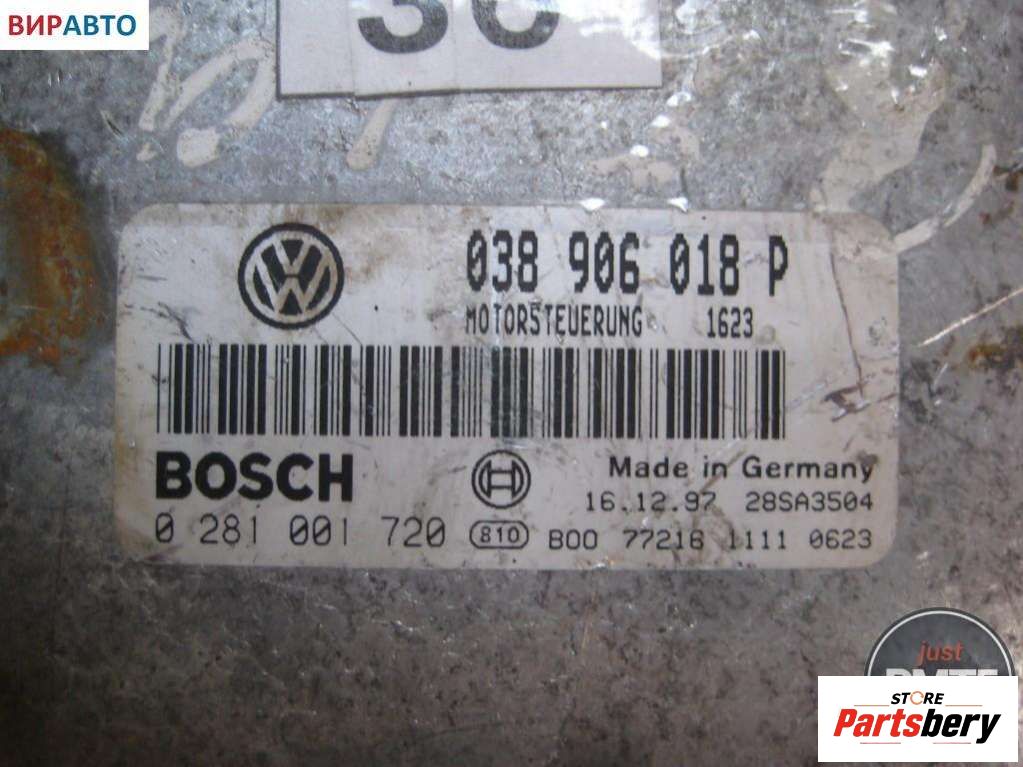 ВИРАВТО
3C
038 906 018 P
MOTORSTEUERUNG 1623
BOSCH
Made in Germany
16.12.97 28SA3504
0 281 001 720 810 B00 77216 1111 0623
just
STORE
Partsbery